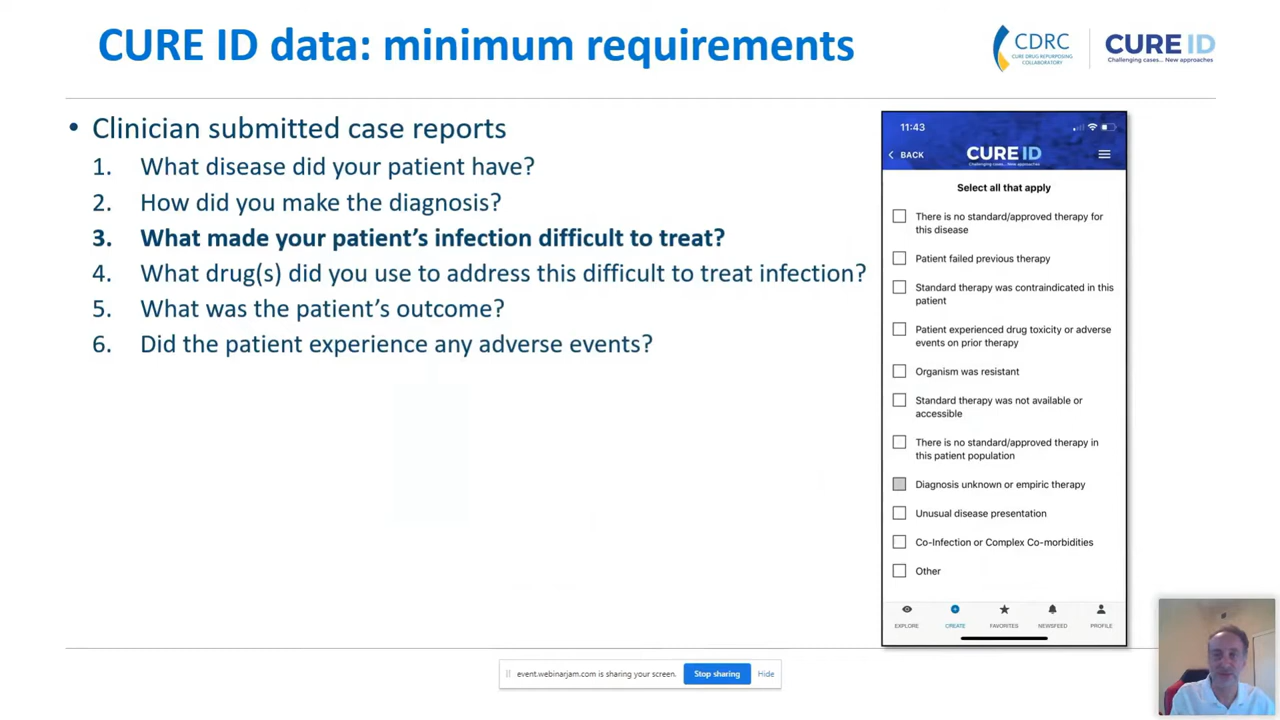 CURE ID data: minimum requirements
CDRC
CURE DRUG REPURPOSING
COLLABORATORY
CURE ID
Challenging cases... New approaches
• Clinician submitted case reports
1. What disease did your patient have?
2. How did you make the diagnosis?
3. What made your patient’s infection difficult to treat?
4. What drug(s) did you use to address this difficult to treat infection?
5. What was the patient’s outcome?
6. Did the patient experience any adverse events?
11:43
BACK
CURE ID
Challenging cases... New approaches
Select all that apply
There is no standard/approved therapy for
this disease
Patient failed previous therapy
Standard therapy was contraindicated in this
patient
Patient experienced drug toxicity or adverse
events on prior therapy
Organism was resistant
Standard therapy was not available or
accessible
There is no standard/approved therapy in
this patient population
Diagnosis unknown or empiric therapy
Unusual disease presentation
Co-Infection or Complex Co-morbidities
Other
EXPLORE CREATE FAVORITES NEWSFEED PROFILE
event.webinarjam.com is sharing your screen. Stop sharing Hide